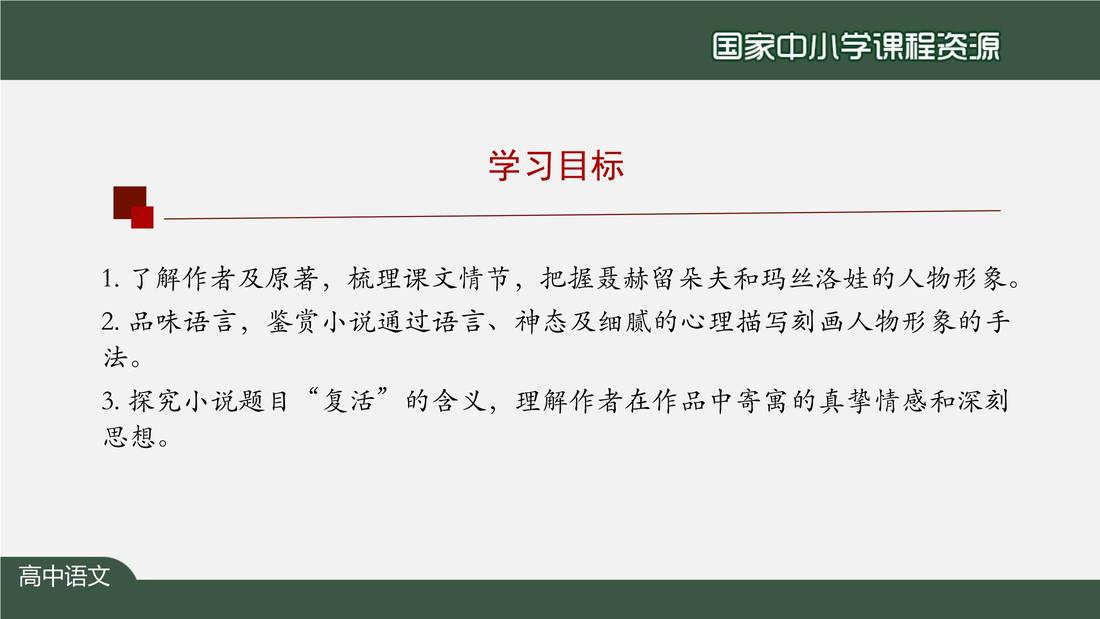 国家中小学课程资源
学习目标
1. 了解作者及原著，梳理课文情节，把握聂赫留朵夫和玛丝洛娃的人物形象。
2. 品味语言，鉴赏小说通过语言、神态及细腻的心理描写刻画人物形象的手
法。
3. 探究小说题目“复活”的含义，理解作者在作品中寄寓的真挚情感和深刻
思想。
高中语文